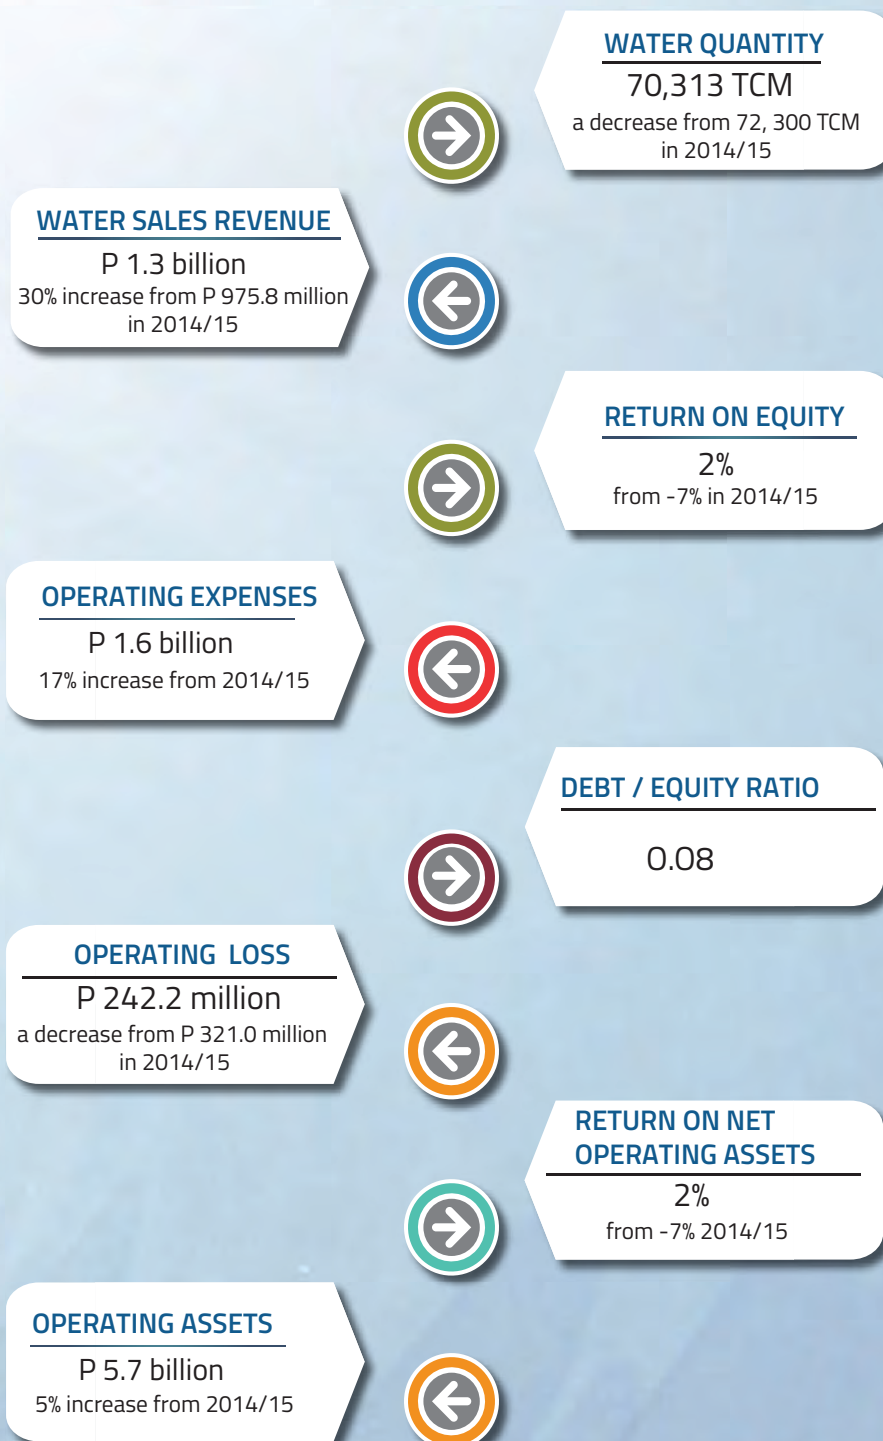 WATER QUANTITY
70,313 TCM
a decrease from 72, 300 TCM
in 2014/15
WATER SALES REVENUE
P 1.3 billion
30% increase from P 975.8 million
in 2014/15
RETURN ON EQUITY
2%
from -7% in 2014/15
OPERATING EXPENSES
P 1.6 billion
17% increase from 2014/15
DEBT / EQUITY RATIO
0.08
OPERATING LOSS
P 242.2 million
a decrease from P 321.0 million
in 2014/15
RETURN ON NET
OPERATING ASSETS
2%
from -7% 2014/15
OPERATING ASSETS
P 5.7 billion
5% increase from 2014/15